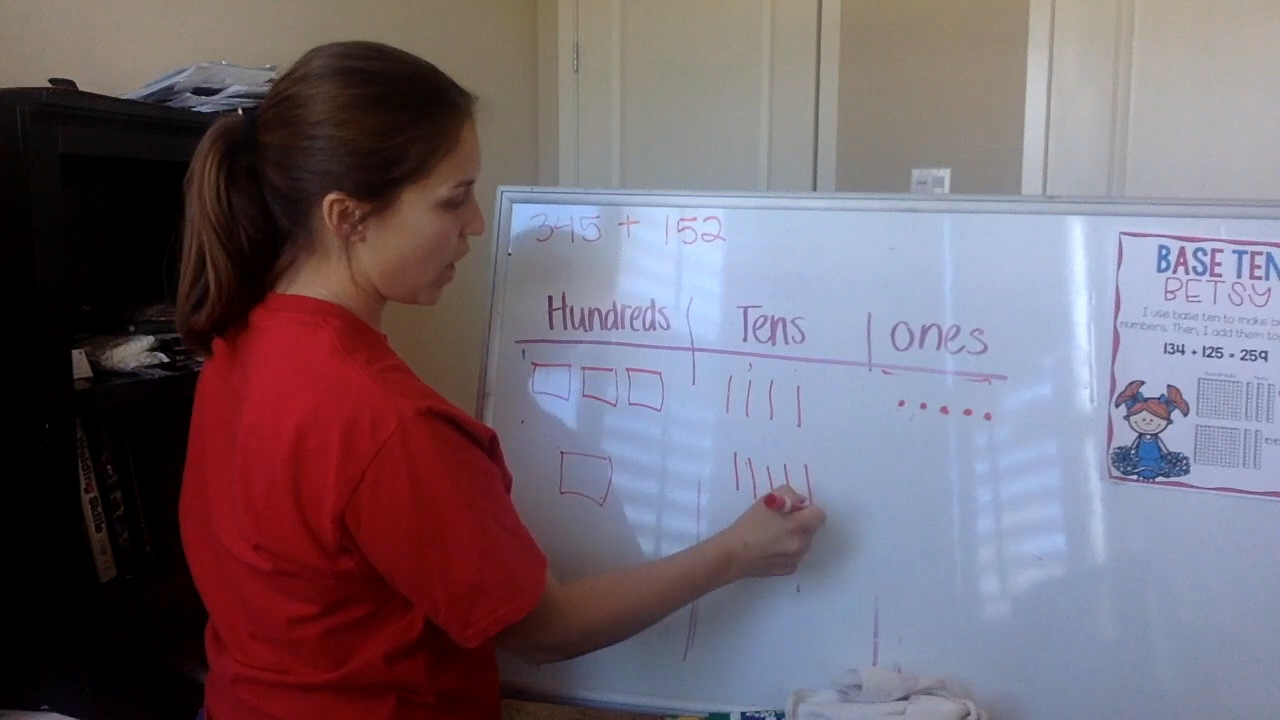 345 + 152
Hundreds Tens ones
BASE TEN
BETSY
I use base ten to make
numbers. Then, I add them
134 + 125 = 259